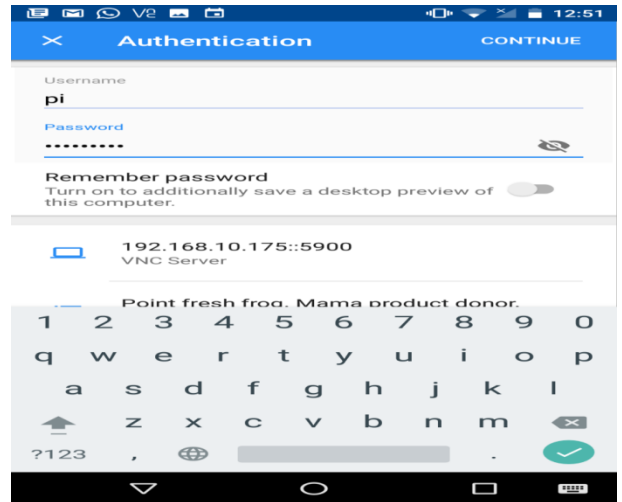 12:51
Authentication
CONTINUE
Username
pi
Password
•••••••••
Remember password
Turn on to additionally save a desktop preview of
this computer.
192.168.10.175::5900
VNC Server
Point fresh frog. Mama product donor.
1 2 3 4 5 6 7 8 9 0
q w e r t y u i o p
a s d f g h j k l
z x c v b n m
?123 , .